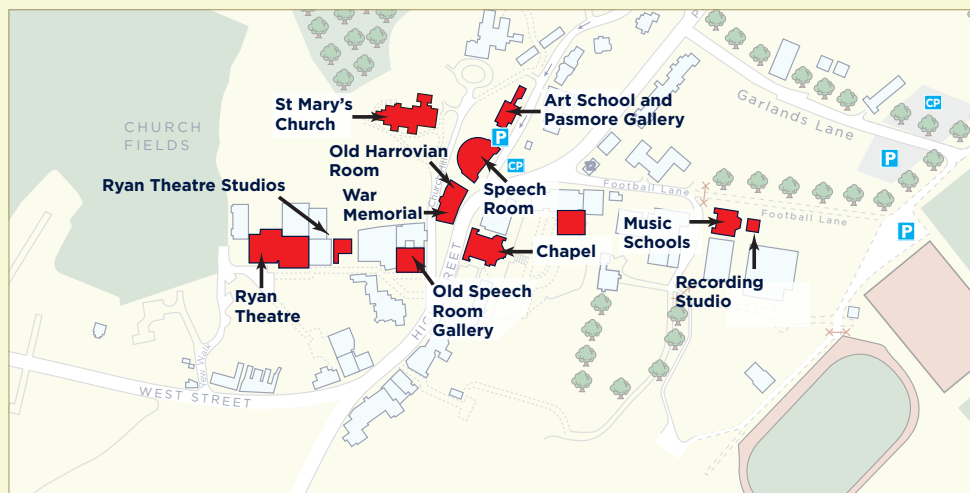 St Mary's
Church
Art School and
Pasmore Gallery
CP
Garlands Lane
CHURCH
FIELDS
P
Old Harrovian
Room
CP
P
Ryan Theatre Studios
War
Memorial
Speech
Room
Football Lane
Football Lane
Music
Schools
P
Chapel
Ryan
Theatre
Old Speech
Room
Gallery
Recording
Studio
WEST STREET